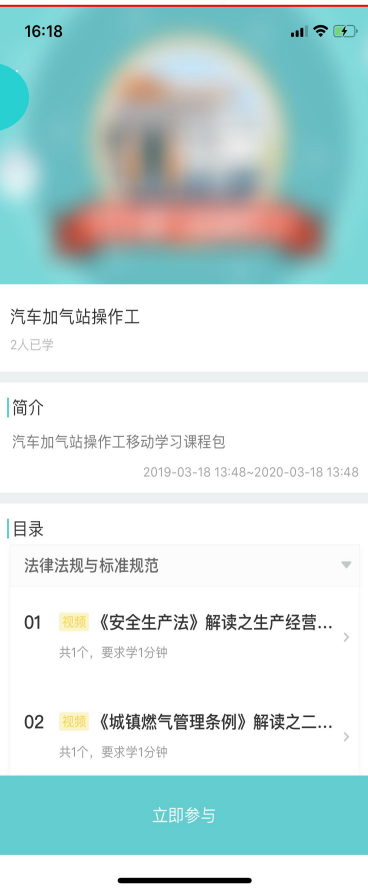 16:18
汽车加气站操作工
2人已学
简介
汽车加气站操作工移动学习课程包
2019-03-18 13:48~2020-03-18 13:48
目录
法律法规与标准规范
01 视频 《安全生产法》解读之生产经营...
共1个，要求学1分钟
02 视频 《城镇燃气管理条例》解读之二...
共1个，要求学1分钟
立即参与